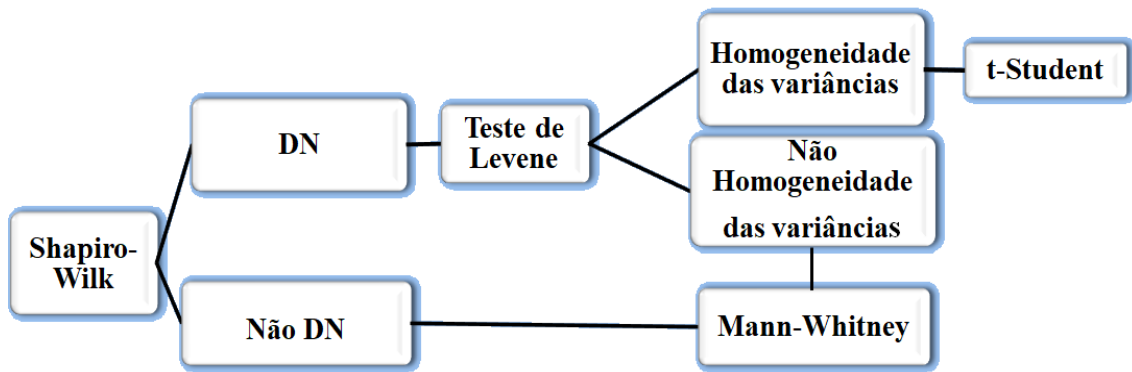 Shapiro-
Wilk
DN
Não DN
Teste de
Levene
Homogeneidade
das variâncias
Não
Homogeneidade
das variâncias
t-Student
Mann-Whitney